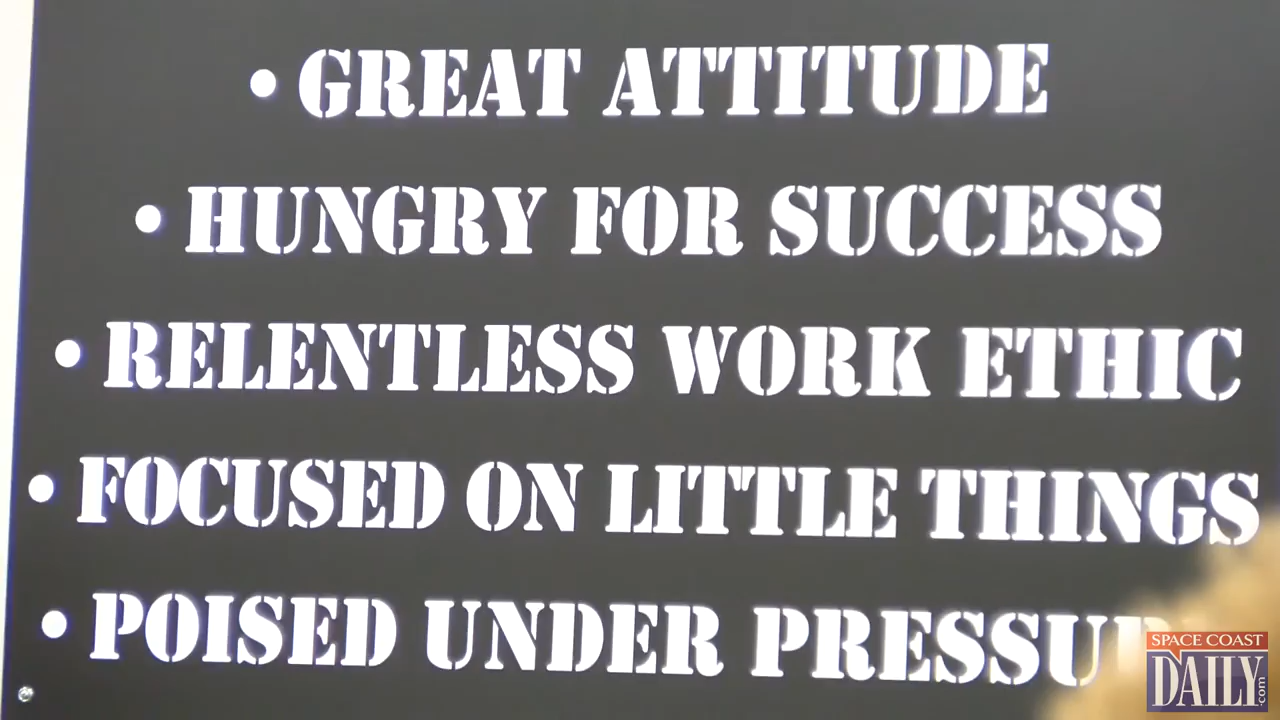 • GREAT ATTITUDE
• HUNGRY FOR SUCCESS
• RELENTLESS WORK ETHIC
• FOCUSED ON LITTLE THINGS
• POISED UNDER
SPACE COAST
DAILY.com